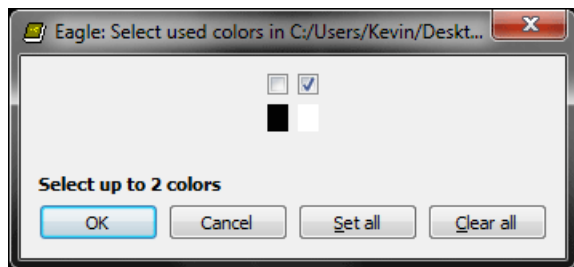 Eagle: Select used colors in C:/Users/Kevin/Deskt...
Select up to 2 colors
OK Cancel Set all Clear all